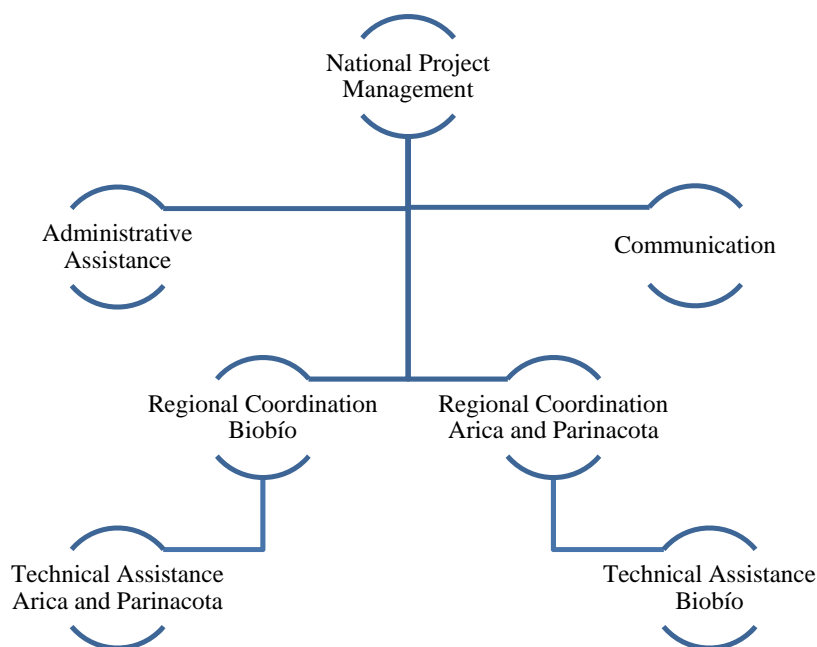 National Project
Management
Administrative
Assistance
Communication
Regional Coordination
Biobío
Regional Coordination
Arica and Parinacota
Technical Assistance
Arica and Parinacota
Technical Assistance
Biobío